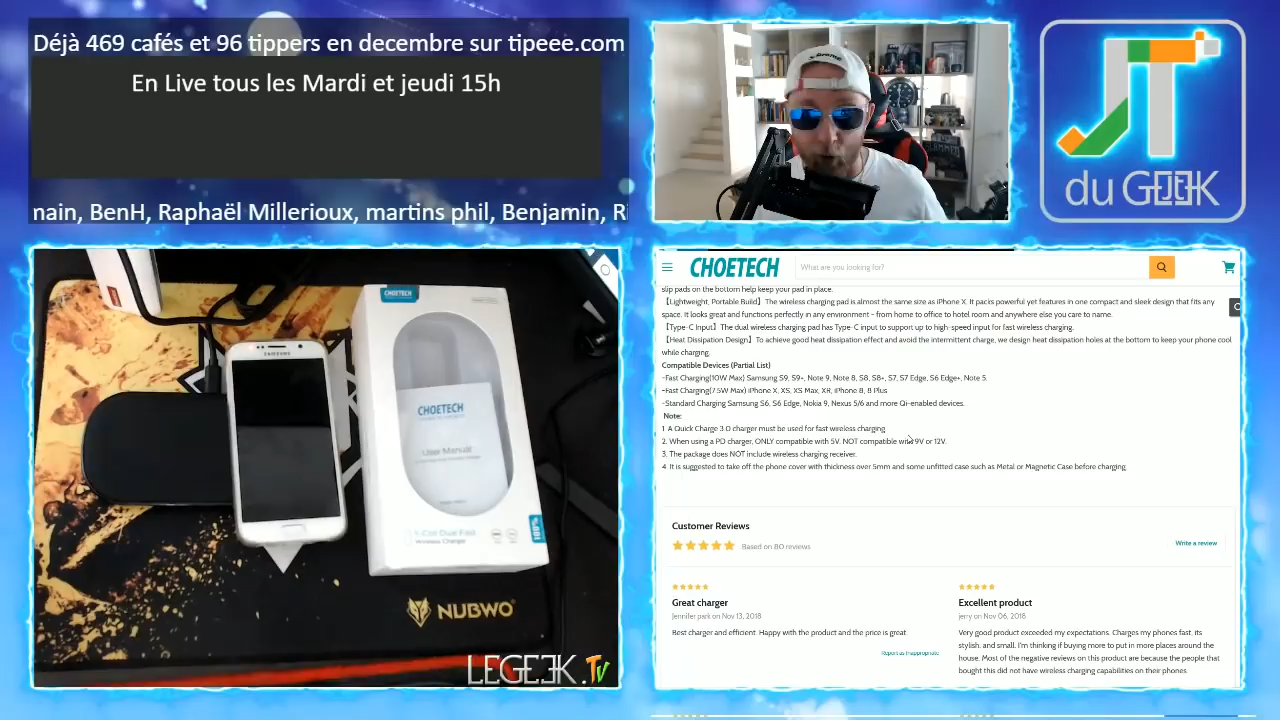 Déjà 469 cafés et 96 tippers en decembre sur tipeee.com
En Live tous les Mardi et jeudi 15h
main, BenH, Raphaël Millerioux, martins phil, Benjamin, Ri
JT
du GEEK
SAMSUNG
CHOETECH
CHOETECH
User Manual
5-Coil Dual Fast
Wireless Charger
NUBWO
LEGEEK.Tv
CHOETECH
What are you looking for?
slip pads on the bottom help keep your pad in place.
【Lightweight, Portable Build】The wireless charging pad is almost the same size as iPhone X. It packs powerful yet features in one compact and sleek design that fits any
space. It looks great and functions perfectly in any environment - from home to office to hotel room and anywhere else you care to name.
【Type-C Input】The dual wireless charging pad has Type-C input to support up to high-speed input for fast wireless charging.
【Heat Dissipation Design】To achieve good heat dissipation effect and avoid the intermittent charge, we design heat dissipation holes at the bottom to keep your phone cool
while charging.
Compatible Devices (Partial List)
-Fast Charging(10W Max) Samsung S9, S9+, Note 9, Note 8, S8, S8+, S7, S7 Edge, S6 Edge+, Note 5.
-Fast Charging(7.5W Max) iPhone X, XS, XS Max, XR, iPhone 8, 8 Plus
-Standard Charging Samsung S6, S6 Edge, Nokia 9, Nexus 5/6 and more Qi-enabled devices.
Note:
1. A Quick Charge 3.0 charger must be used for fast wireless charging
2. When using a PD charger, ONLY compatible with 5V. NOT compatible with 9V or 12V.
3. The package does NOT include wireless charging receiver.
4. It is suggested to take off the phone cover with thickness over 5mm and some unfitted case such as Metal or Magnetic Case before charging.
Customer Reviews
Based on 80 reviews
Write a review
Great charger
Jennifer park on Nov 13, 2018
Best charger and efficient. Happy with the product and the price is great.
Report as Inappropriate
Excellent product
jerry on Nov 06, 2018
Very good product exceeded my expectations. Charges my phones fast, its
stylish, and small. I'm thinking if buying more to put in more places around the
house. Most of the negative reviews on this product are because the people that
bought this did not have wireless charging capabilities on their phones